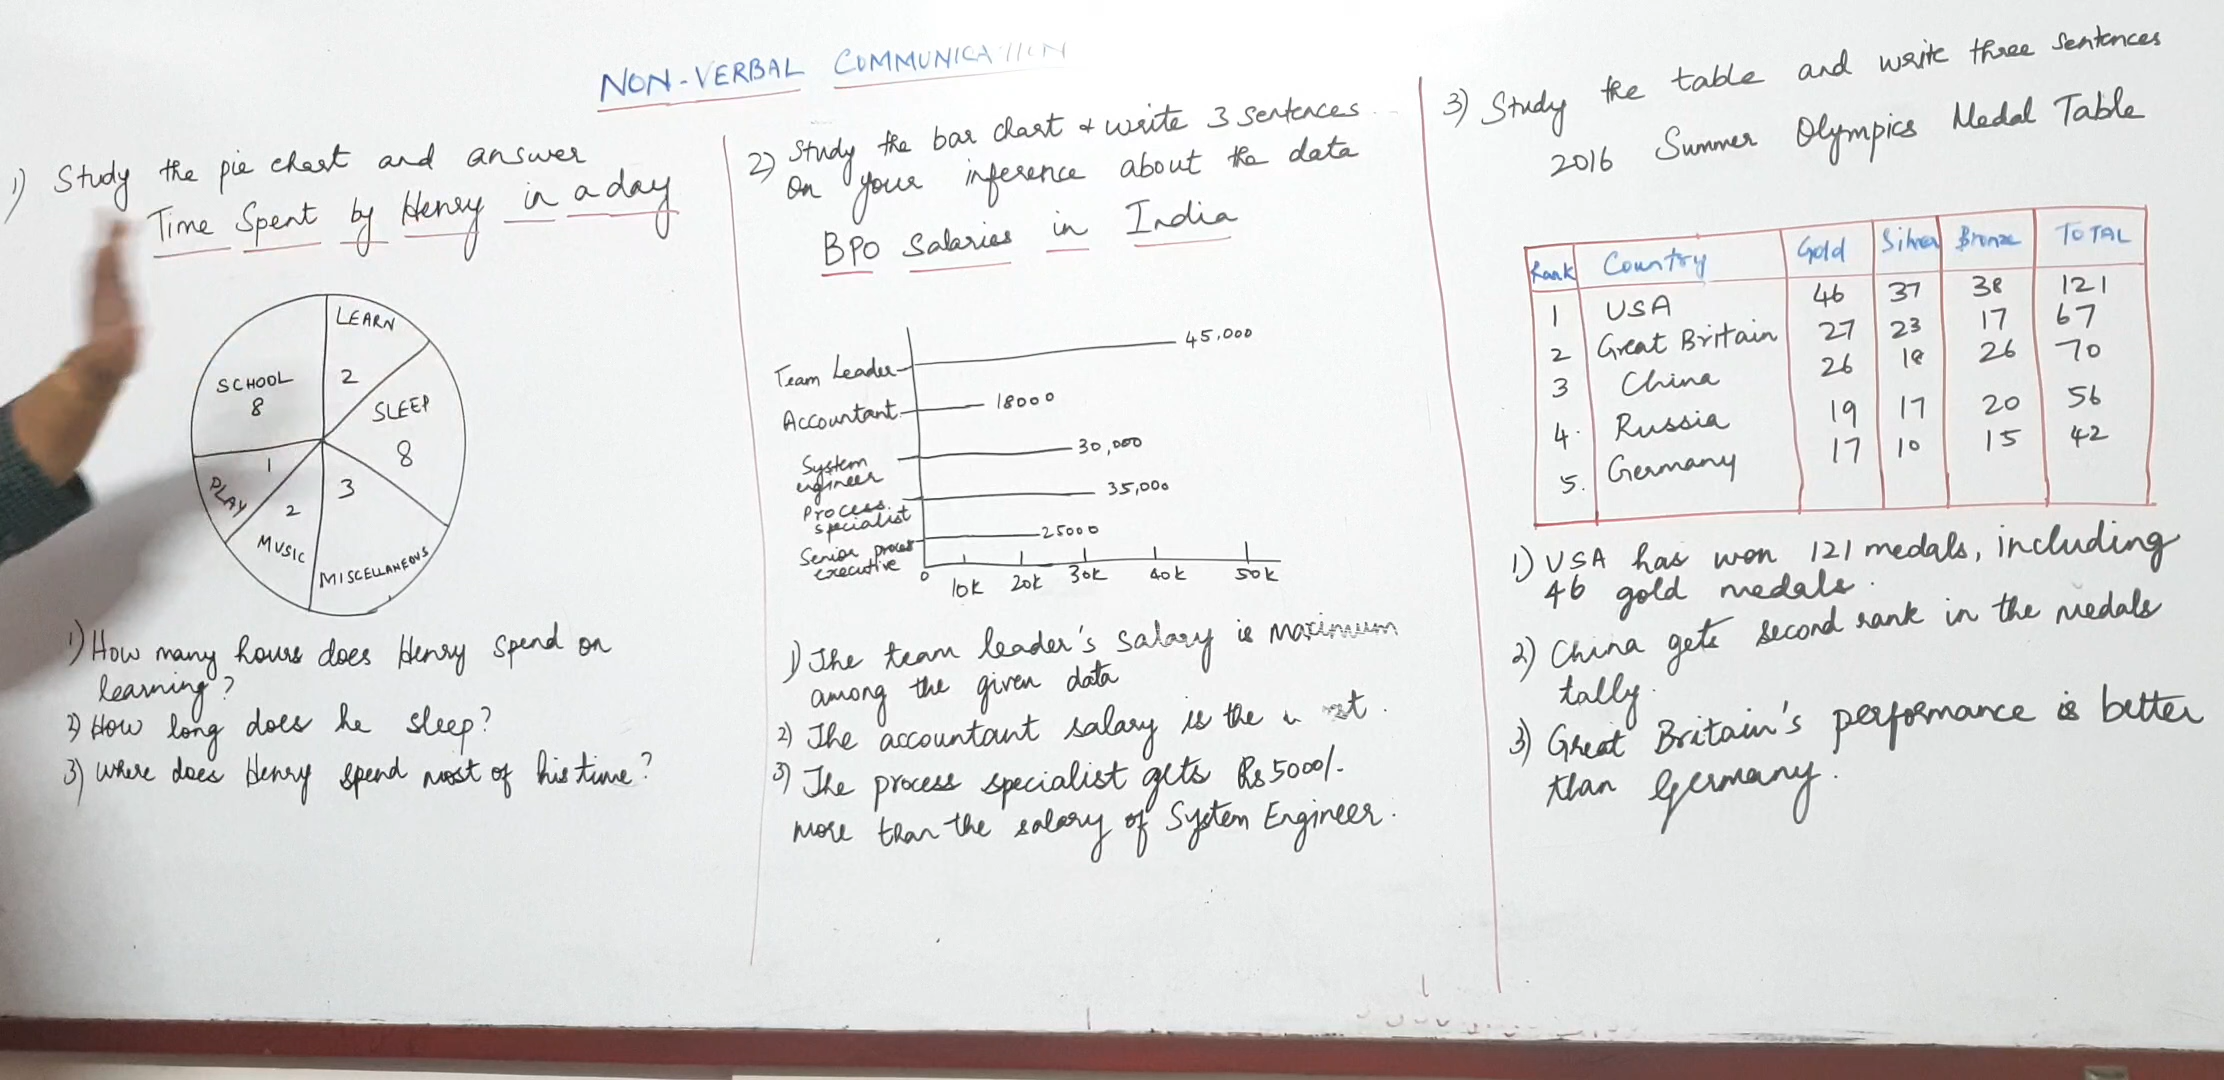 NON-VERBAL COMMUNICATION
1) Study the pie chart and answer
Time Spent by Henry in a day
SCHOOL
8
LEARN
2
SLEEP
8
1
PLAY
2
MUSIC
3
MISCELLANEOUS
1) How many hours does Henry spend on
learning?
2) How long does he sleep?
3) Where does Henry spend most of his time?
2) Study the bar chart & write 3 sentences
on your inference about the data
BPO Salaries in India
Team Leader 45,000
Accountant 18000
System
engineer 30,000
Process
specialist 35,000
Senior process
executive 25000
0 10k 20k 30k 40k 50k
1) The team leader's salary is maximum
among the given data
2) The accountant salary is the
3) The process specialist gets Rs 5000/-
more than the salary of System Engineer.
3) Study the table and write three sentences
2016 Summer Olympics Medal Table
Rank Country Gold Silver Bronze TOTAL
1 USA 46 37 38 121
2 Great Britain 27 23 17 67
3 China 26 18 26 70
4. Russia 19 17 20 56
5. Germany 17 10 15 42
1) USA has won 121 medals, including
46 gold medals.
2) China gets second rank in the medals
tally.
3) Great Britain's performance is better
than Germany.